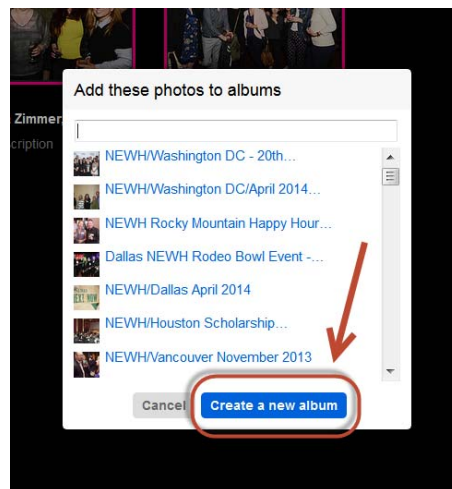 Add these photos to albums
Zimmer
cription
NEWH/Washington DC - 20th...
NEWH/Washington DC/April 2014...
NEWH Rocky Mountain Happy Hour...
Dallas NEWH Rodeo Bowl Event -...
NEWH/Dallas April 2014
NEWH/Houston Scholarship...
NEWH/Vancouver November 2013
Cancel
Create a new album